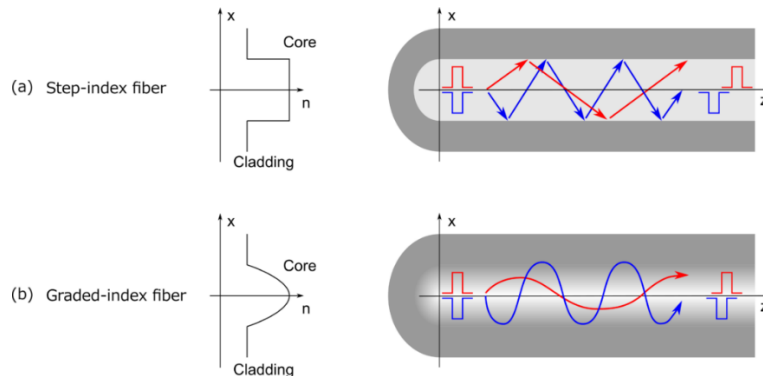 x
Core
(a) Step-index fiber
n
Cladding
x
z
x
Core
(b) Graded-index fiber
n
Cladding
x
z